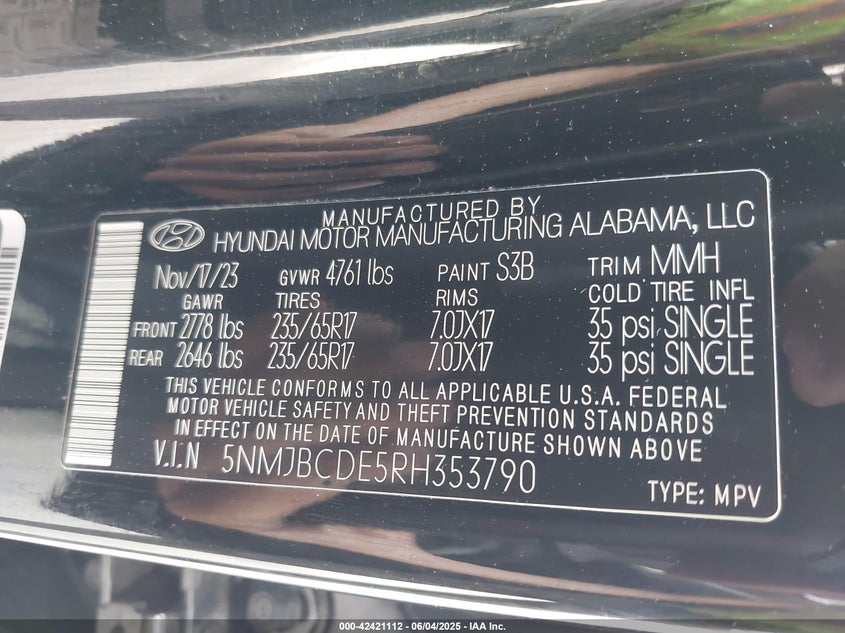 MANUFACTURED BY
HYUNDAI MOTOR MANUFACTURING ALABAMA, LLC
Nov/17/23 GVWR 4761 lbs PAINT S3B TRIM MMH
GAWR TIRES RIMS COLD TIRE INFL
FRONT 2778 lbs 235/65R17 7.0JX17 35 psi, SINGLE
REAR 2646 lbs 235/65R17 7.0JX17 35 psi, SINGLE
THIS VEHICLE CONFORMS TO ALL APPLICABLE U.S.A. FEDERAL
MOTOR VEHICLE SAFETY AND THEFT PREVENTION STANDARDS
IN EFFECT ON THE DATE OF MANUFACTURE SHOWN ABOVE
V.I.N 5NMJBCDE5RH353790
TYPE: MPV
000-42421112 - 06/04/2025 - IAA Inc.